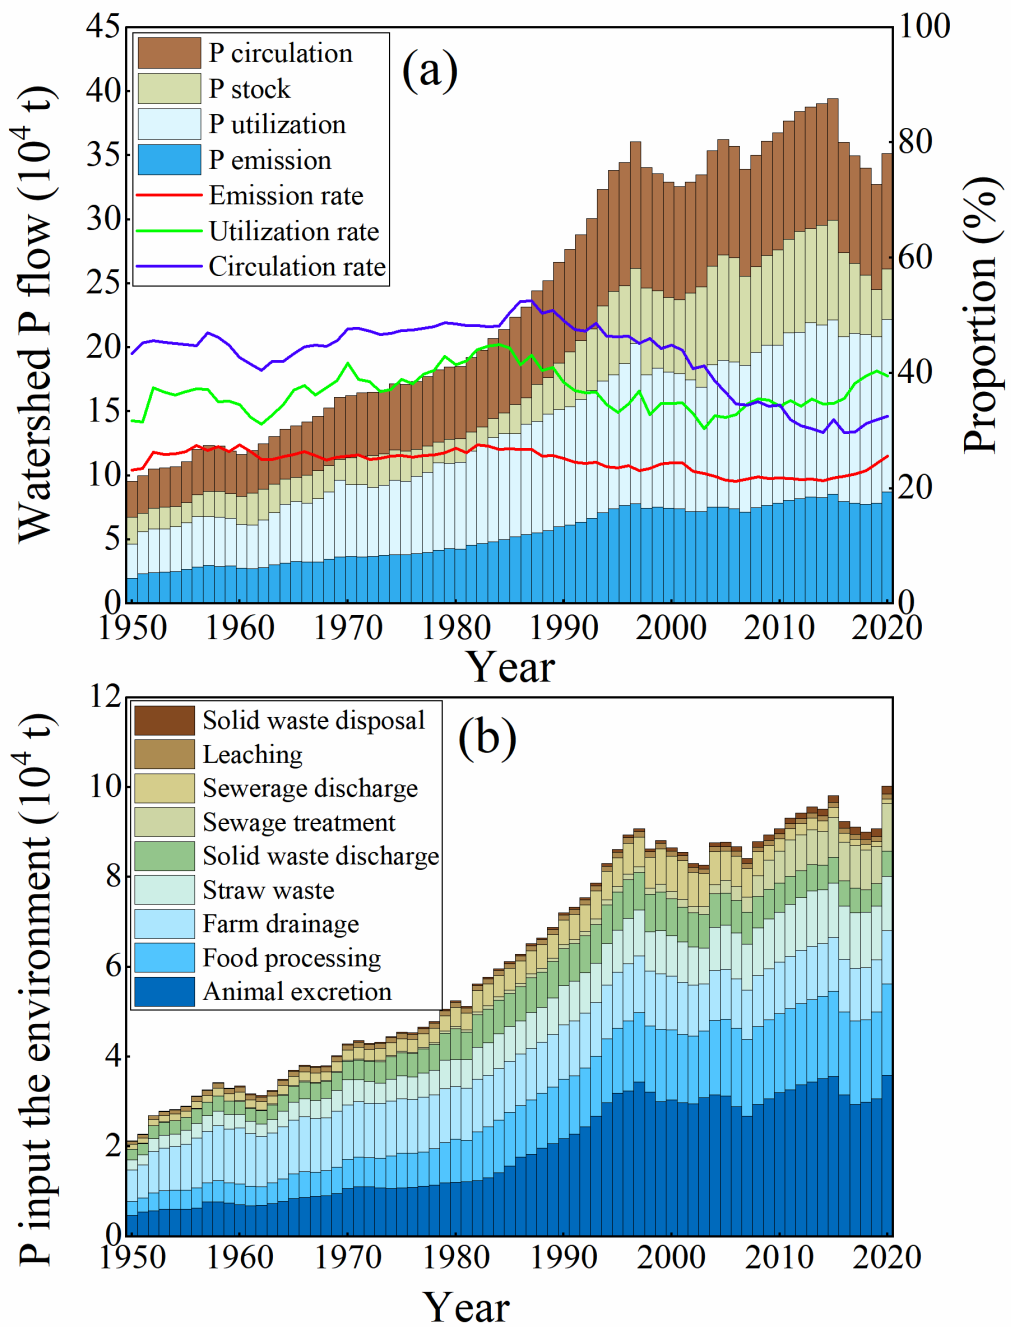 45
40
35
30
25
20
15
10
5
0
Watershed P flow (10⁴ t)
P circulation
P stock
P utilization
P emission
Emission rate
Utilization rate
Circulation rate
(a)
100
80
60
40
20
0
Proportion (%)
1950 1960 1970 1980 1990 2000 2010 2020
Year
12
10
8
6
4
2
0
P input the environment (10⁴ t)
Solid waste disposal
Leaching
Sewerage discharge
Sewage treatment
Solid waste discharge
Straw waste
Farm drainage
Food processing
Animal excretion
(b)
1950 1960 1970 1980 1990 2000 2010 2020
Year